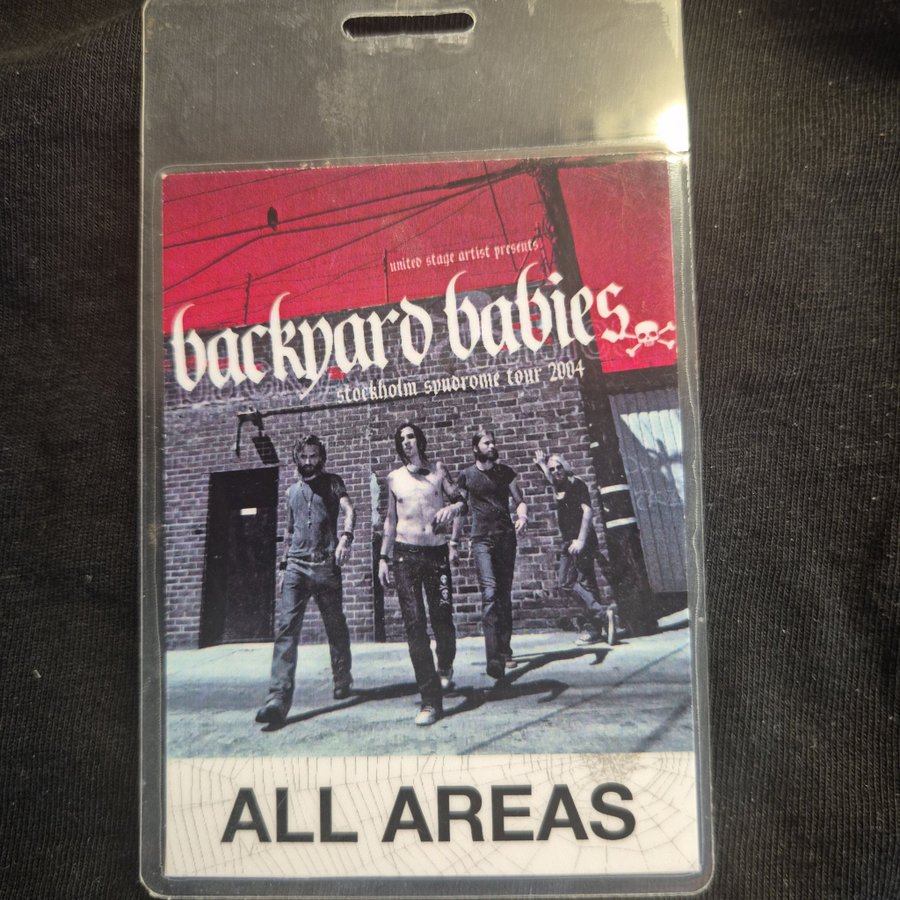 united stage artist presents
backyard babies
stockholm syndrome tour 2004
ALL AREAS